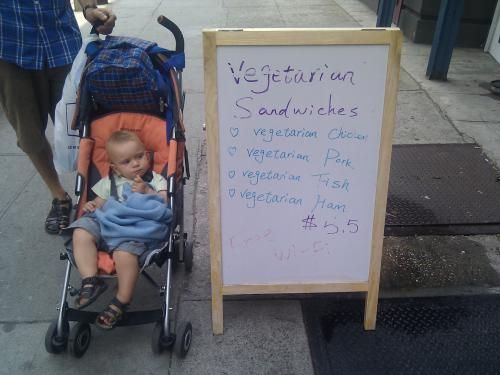 Vegetarian
Sandwiches
♡ vegetarian Chicken
♡ vegetarian Pork
♡ vegetarian Fish
♡ vegetarian Ham
$5.5
Free
Wi-Fi